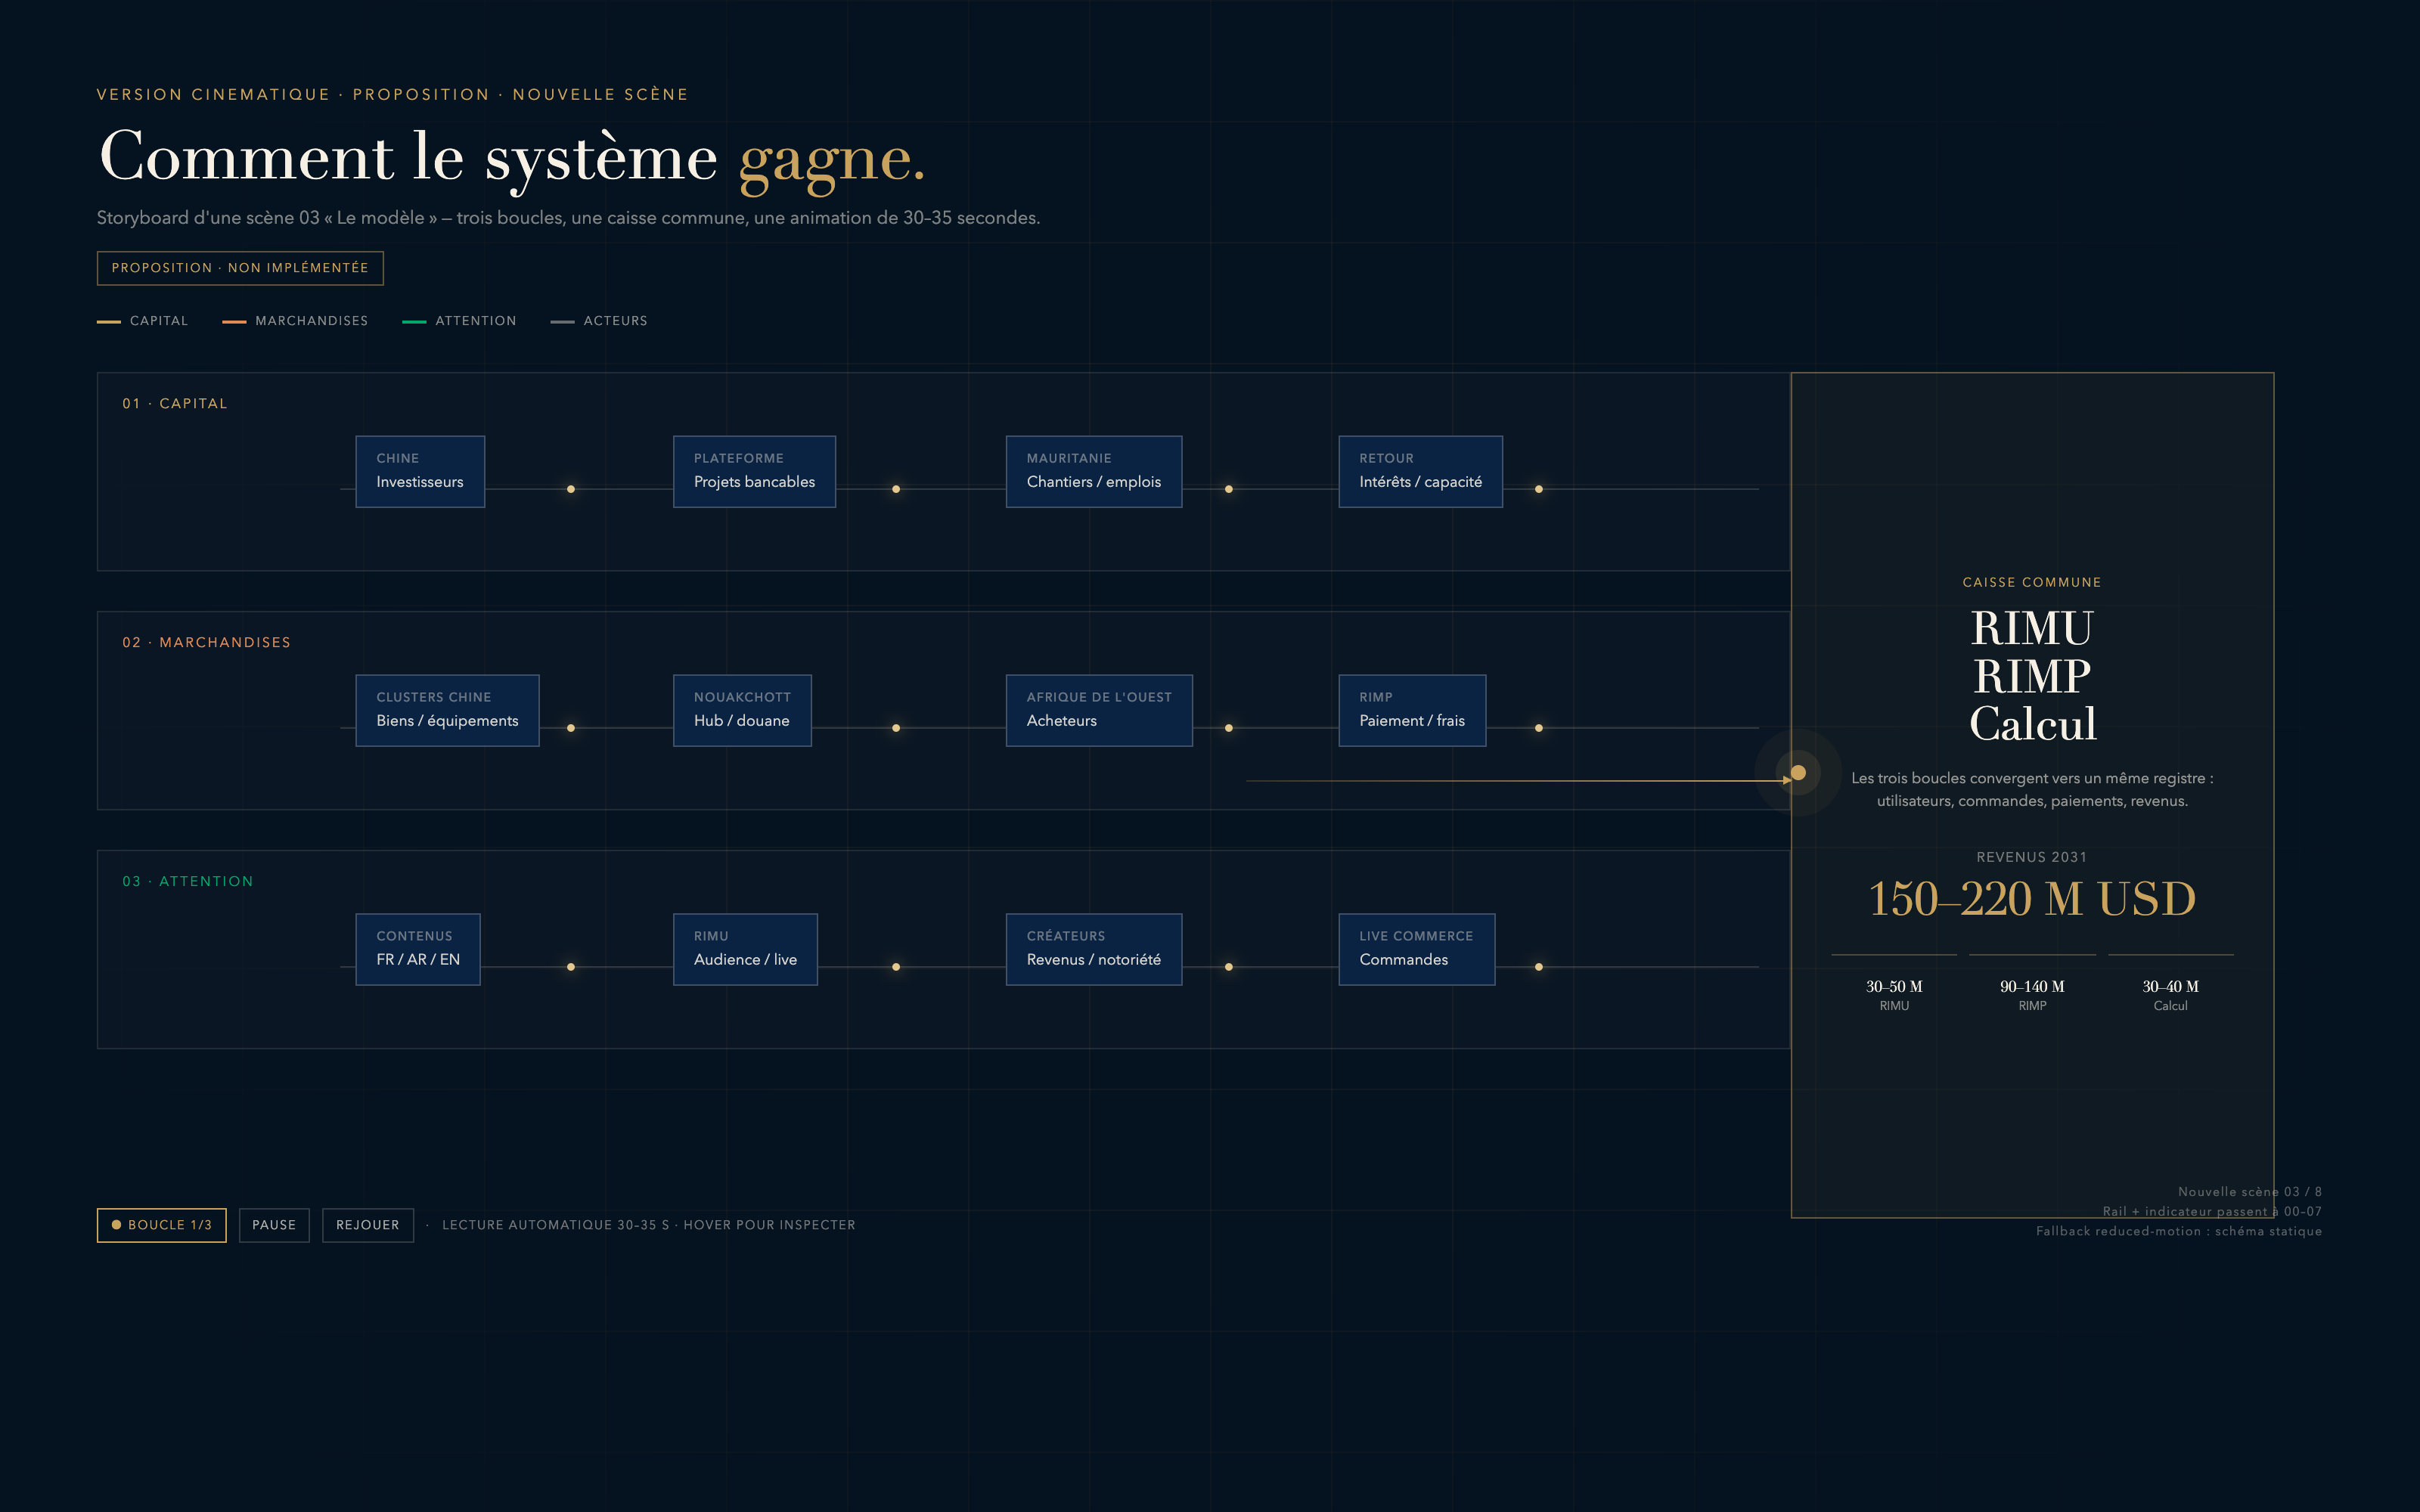 VERSION CINEMATIQUE · PROPOSITION · NOUVELLE SCÈNE
Comment le système gagne.
Storyboard d'une scène 03 « Le modèle » — trois boucles, une caisse commune, une animation de 30–35 secondes.
PROPOSITION · NON IMPLÉMENTÉE
CAPITAL
MARCHANDISES
ATTENTION
ACTEURS
01 · CAPITAL
CHINE
Investisseurs
PLATEFORME
Projets bancables
MAURITANIE
Chantiers / emplois
RETOUR
Intérêts / capacité
02 · MARCHANDISES
CLUSTERS CHINE
Biens / équipements
NOUAKCHOTT
Hub / douane
AFRIQUE DE L'OUEST
Acheteurs
RIMP
Paiement / frais
03 · ATTENTION
CONTENUS
FR / AR / EN
RIMU
Audience / live
CRÉATEURS
Revenus / notoriété
LIVE COMMERCE
Commandes
CAISSE COMMUNE
RIMU
RIMP
Calcul
Les trois boucles convergent vers un même registre :
utilisateurs, commandes, paiements, revenus.
REVENUS 2031
150–220 M USD
30–50 M
RIMU
90–140 M
RIMP
30–40 M
Calcul
BOUCLE 1/3
PAUSE
REJOUER
· LECTURE AUTOMATIQUE 30–35 S · HOVER POUR INSPECTER
Nouvelle scène 03 / 8
Rail + indicateur passent à 00–07
Fallback reduced-motion : schéma statique